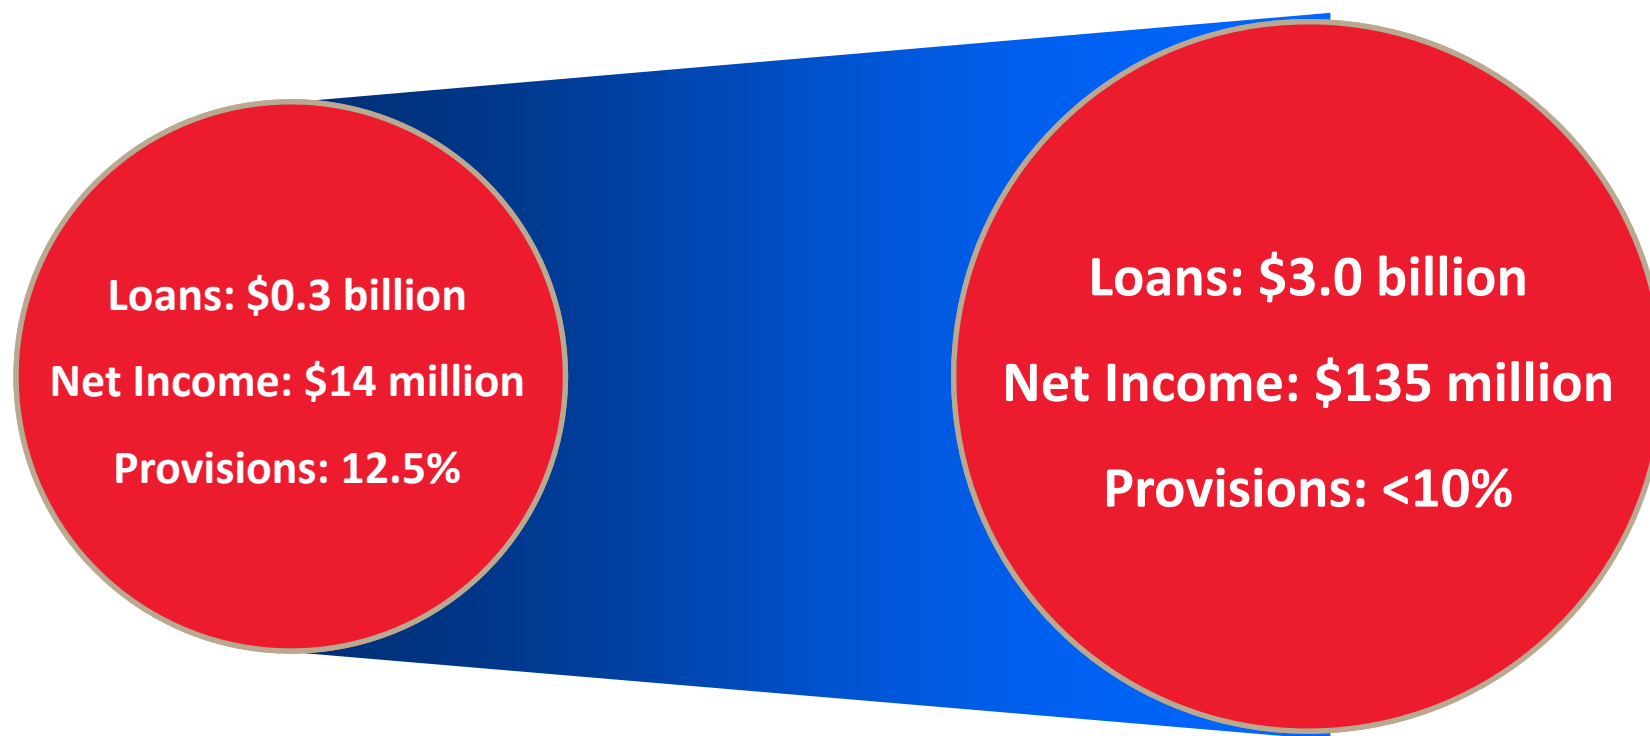 Loans: $0.3 billion
Net Income: $14 million
Provisions: 12.5%
Loans: $3.0 billion
Net Income: $135 million
Provisions: <10%